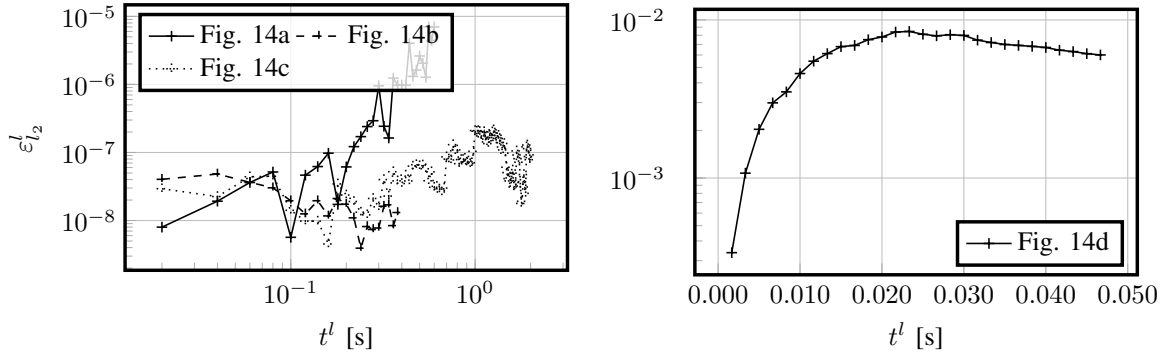 10^{-5}
10^{-6}
10^{-7}
10^{-8}
ε^l_{l_2}
Fig. 14a Fig. 14b
Fig. 14c
10^{-1} 10^0
t^l [s]
10^{-2}
10^{-3}
Fig. 14d
0.000 0.010 0.020 0.030 0.040 0.050
t^l [s]